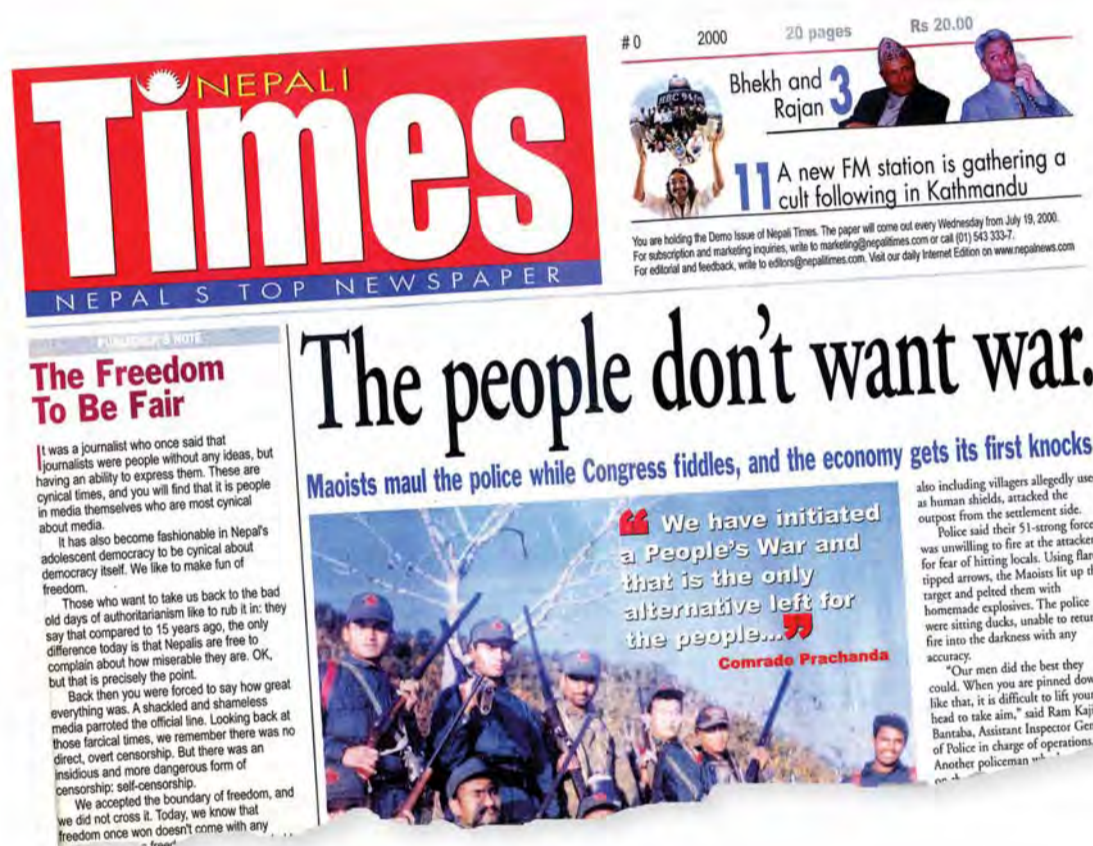 NEPALI
Times
NEPAL S TOP NEWSPAPER
#0 2000 20 pages Rs 20.00
HBC 94
Bhekh and
Rajan 3
11 A new FM station is gathering a
cult following in Kathmandu
You are holding the Demo Issue of Nepali Times. The paper will come out every Wednesday from July 19, 2000.
For subscription and marketing inquiries, write to marketing@nepalitimes.com or call (01) 543 333-7.
For editorial and feedback, write to editors@nepalitimes.com. Visit our daily Internet Edition on www.nepalnews.com
PUBLISHER'S NOTE
The Freedom
To Be Fair
It was a journalist who once said that
journalists were people without any ideas, but
having an ability to express them. These are
cynical times, and you will find that it is people
in media themselves who are most cynical
about media.
It has also become fashionable in Nepal's
adolescent democracy to be cynical about
democracy itself. We like to make fun of
freedom.
Those who want to take us back to the bad
old days of authoritarianism like to rub it in: they
say that compared to 15 years ago, the only
difference today is that Nepalis are free to
complain about how miserable they are. OK,
but that is precisely the point.
Back then you were forced to say how great
everything was. A shackled and shameless
media parroted the official line. Looking back at
those farcical times, we remember there was no
direct, overt censorship. But there was an
insidious and more dangerous form of
censorship: self-censorship.
We accepted the boundary of freedom, and
we did not cross it. Today, we know that
freedom once won doesn't come with any
The people don't want war.
Maoists maul the police while Congress fiddles, and the economy gets its first knocks
“ We have initiated
a People's War and
that is the only
alternative left for
the people...”
Comrade Prachanda
also including villagers allegedly use
as human shields, attacked the
outpost from the settlement side.
Police said their 51-strong force
was unwilling to fire at the attacker
for fear of hitting locals. Using flar
tipped arrows, the Maoists lit up th
target and pelted them with
homemade explosives. The police
were sitting ducks, unable to retur
fire into the darkness with any
accuracy.
"Our men did the best they
could. When you are pinned dow
like that, it is difficult to lift your
head to take aim," said Ram Kaji
Bantaba, Assistant Inspector Gen
of Police in charge of operations.
Another policeman